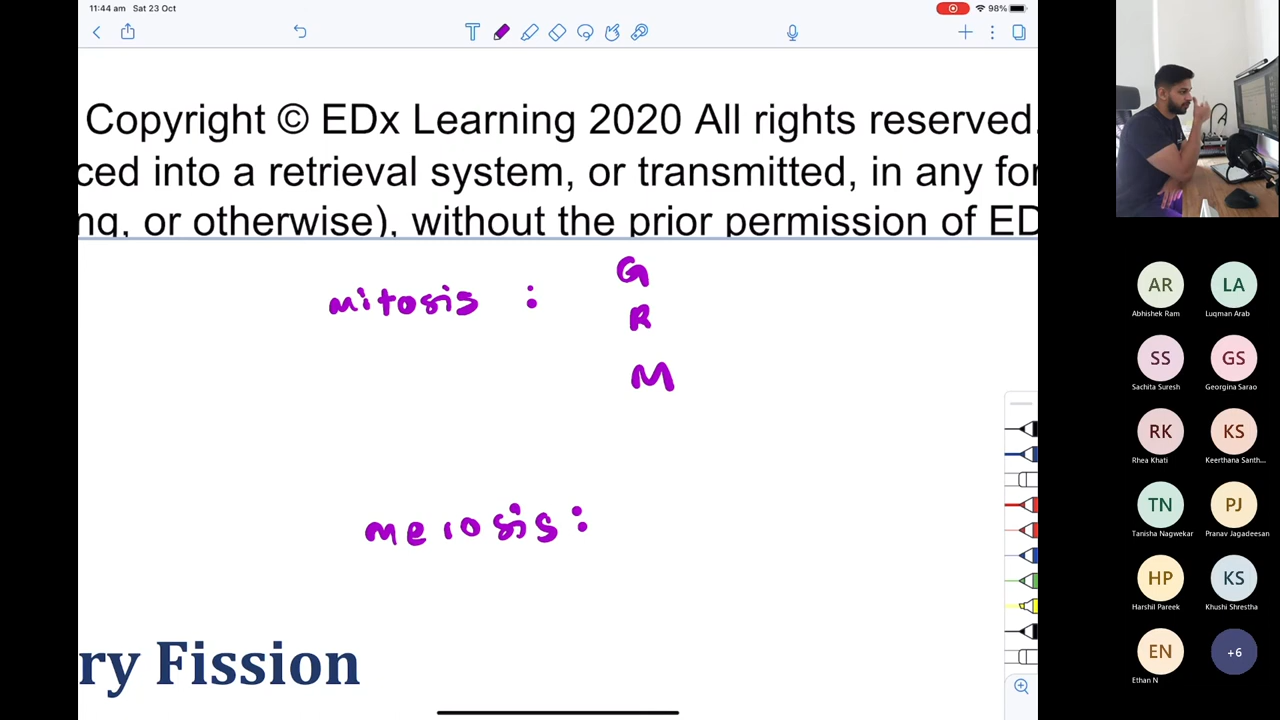 11:44 am Sat 23 Oct
98%
Copyright © EDx Learning 2020 All rights reserved.
ced into a retrieval system, or transmitted, in any for
ng, or otherwise), without the prior permission of ED
mitosis :
G
R
M
meiosis:
ry Fission
AR
Abhishek Ram
LA
Luqman Arab
SS
Sachita Suresh
GS
Georgina Sarao
RK
Rhea Khati
KS
Keerthana Santh...
TN
Tanisha Nagwekar
PJ
Pranav Jagadeesan
HP
Harshil Pareek
KS
Khushi Shrestha
EN
Ethan N
+6